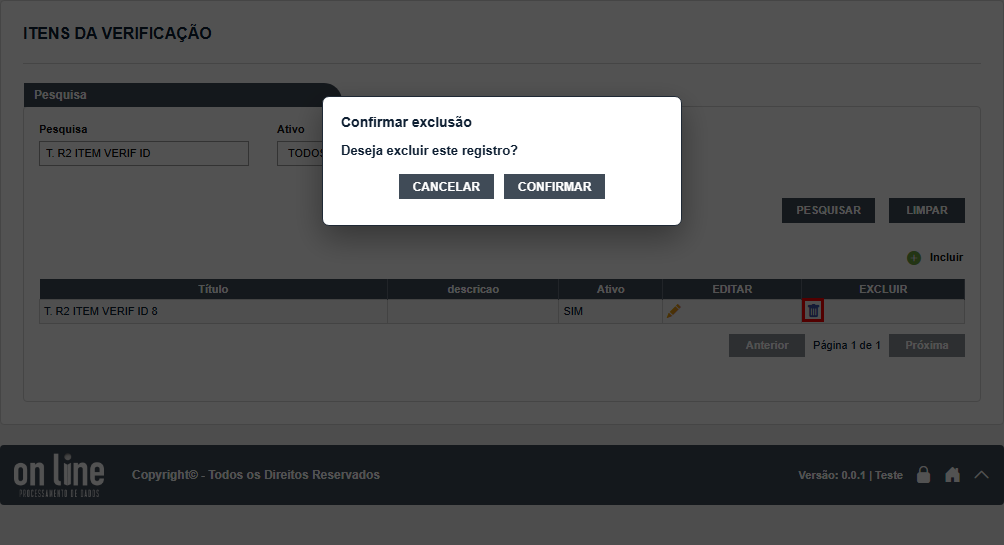 ITENS DA VERIFICAÇÃO
Pesquisa
Pesquisa
Ativo
T. R2 ITEM VERIF ID
TODOS
Confirmar exclusão
Deseja excluir este registro?
CANCELAR
CONFIRMAR
PESQUISAR
LIMPAR
Incluir
Título
descricao
Ativo
EDITAR
EXCLUIR
T. R2 ITEM VERIF ID 8
SIM
Anterior
Página 1 de 1
Próxima
on line
PROCESSAMENTO DE DADOS
Copyright© - Todos os Direitos Reservados
Versão: 0.0.1 | Teste